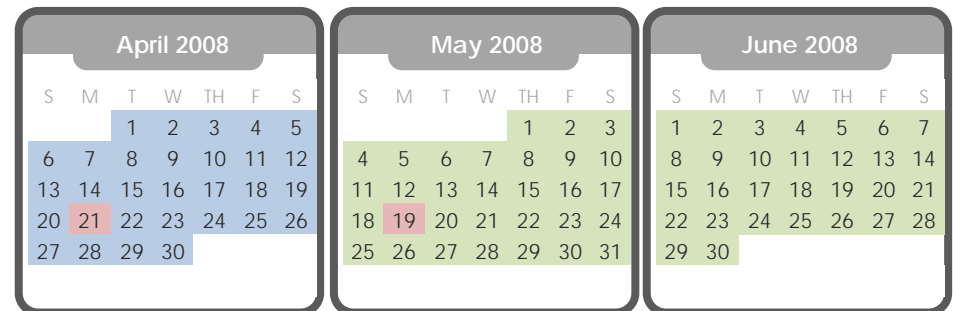 April 2008
S M T W TH F S
1 2 3 4 5
6 7 8 9 10 11 12
13 14 15 16 17 18 19
20 21 22 23 24 25 26
27 28 29 30
May 2008
S M T W TH F S
1 2 3
4 5 6 7 8 9 10
11 12 13 14 15 16 17
18 19 20 21 22 23 24
25 26 27 28 29 30 31
June 2008
S M T W TH F S
1 2 3 4 5 6 7
8 9 10 11 12 13 14
15 16 17 18 19 20 21
22 23 24 25 26 27 28
29 30